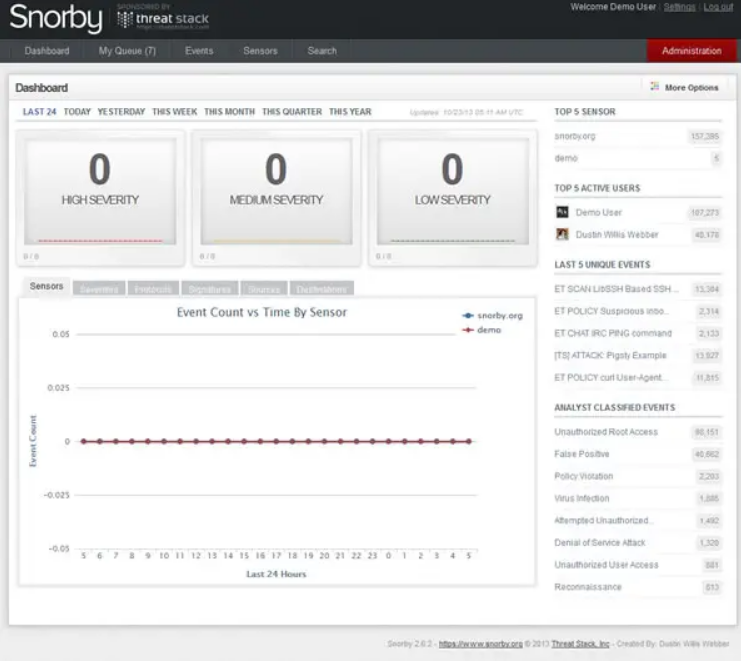 Snorby
SPONSORED BY
threat stack
Welcome Demo User | Settings | Log out
Dashboard My Queue (7) Events Sensors Search Administration
Dashboard
More Options
LAST 24 TODAY YESTERDAY THIS WEEK THIS MONTH THIS QUARTER THIS YEAR
Updated: 10/23/13 05:11 AM UTC
0
HIGH SEVERITY
0 / 0
0
MEDIUM SEVERITY
0 / 0
0
LOW SEVERITY
0 / 0
Sensors Severities Protocols Signatures Sources Destinations
Event Count vs Time By Sensor
snorby.org
demo
Event Count
0.05
0.025
0
-0.025
-0.05
5 6 7 8 9 10 11 12 13 14 15 16 17 18 19 20 21 22 23 0 1 2 3 4 5
Last 24 Hours
TOP 5 SENSOR
snorby.org 157,385
demo 5
TOP 5 ACTIVE USERS
Demo User 107,273
Dustin Willis Webber 40,178
LAST 5 UNIQUE EVENTS
ET SCAN LibSSH Based SSH... 13,384
ET POLICY Suspicious inbo... 2,314
ET CHAT IRC PING command 2,133
[TS] ATTACK: Pigsty Example 13,927
ET POLICY curl User-Agent... 11,815
ANALYST CLASSIFIED EVENTS
Unauthorized Root Access 90,151
False Positive 40,662
Policy Violation 2,203
Virus Infection
Attempted Unauthorized... 1,492
Denial of Service Attack 1,320
Unauthorized User Access 881
Reconnaissance 613
Snorby 2.6.2 - https://www.snorby.org © 2013 Threat Stack, Inc - Created By: Dustin Willis Webber